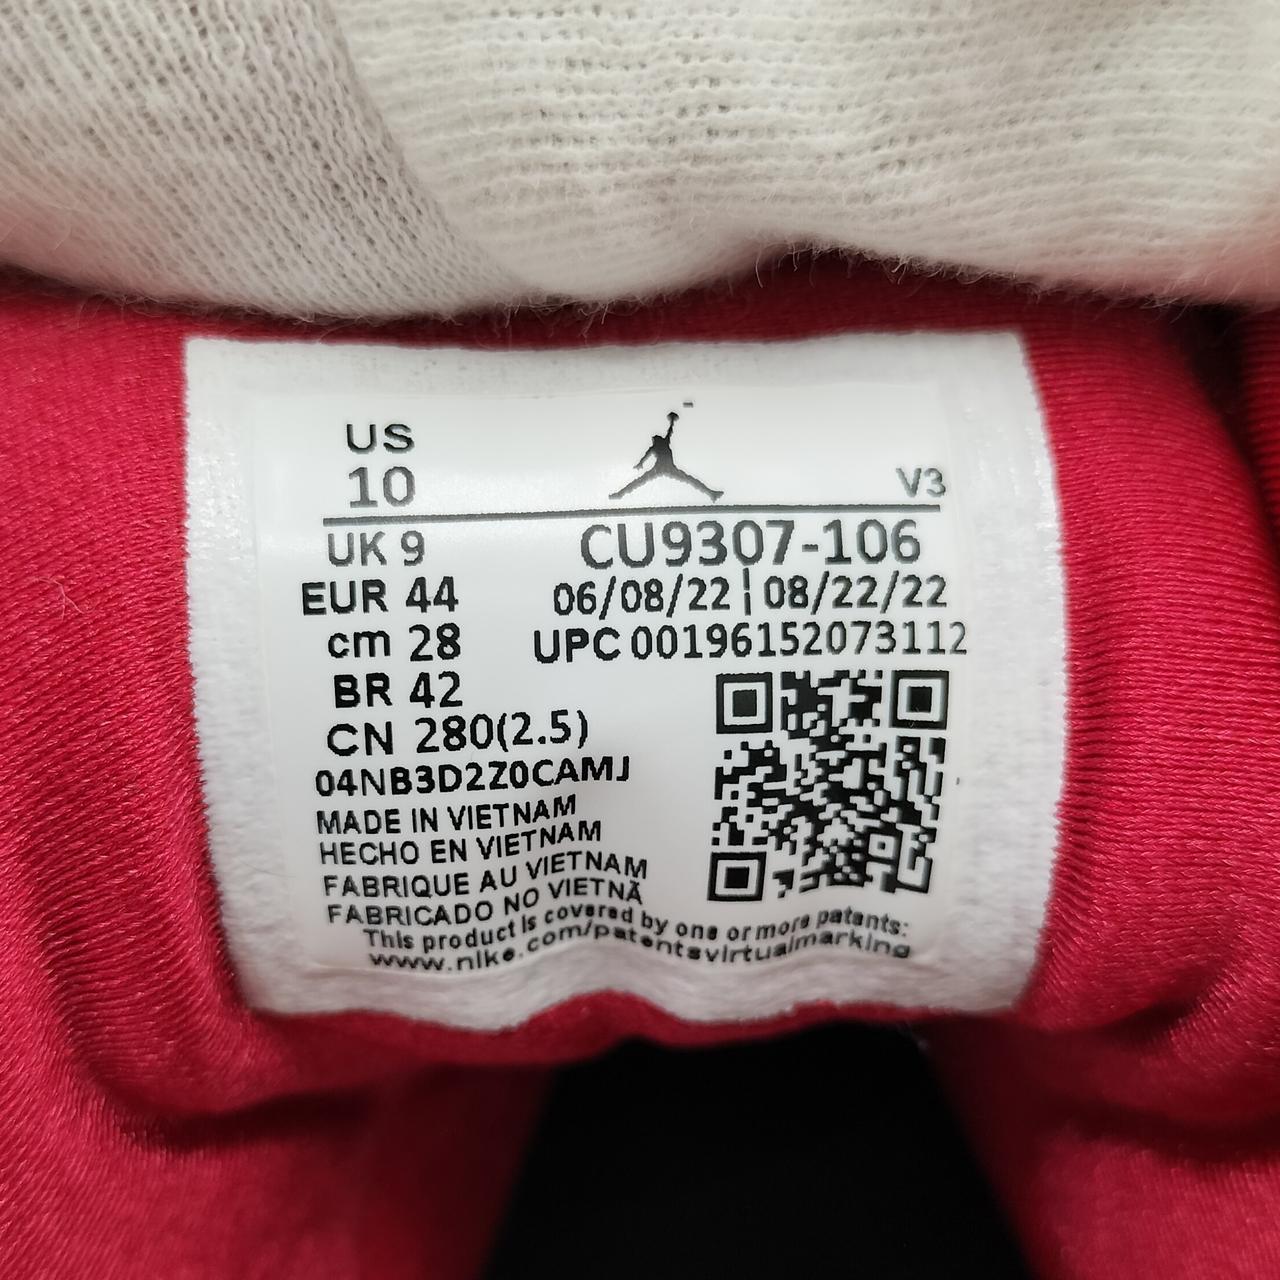 US
10
V3
UK 9
CU9307-106
EUR 44
06/08/22 ¦ 08/22/22
cm 28
UPC 00196152073112
BR 42
CN 280(2.5)
04NB3D2Z0CAMJ
MADE IN VIETNAM
HECHO EN VIETNAM
FABRIQUE AU VIETNAM
FABRICADO NO VIETNÃ
This product is covered by one or more patents:
www.nike.com/patentsvirtualmarking